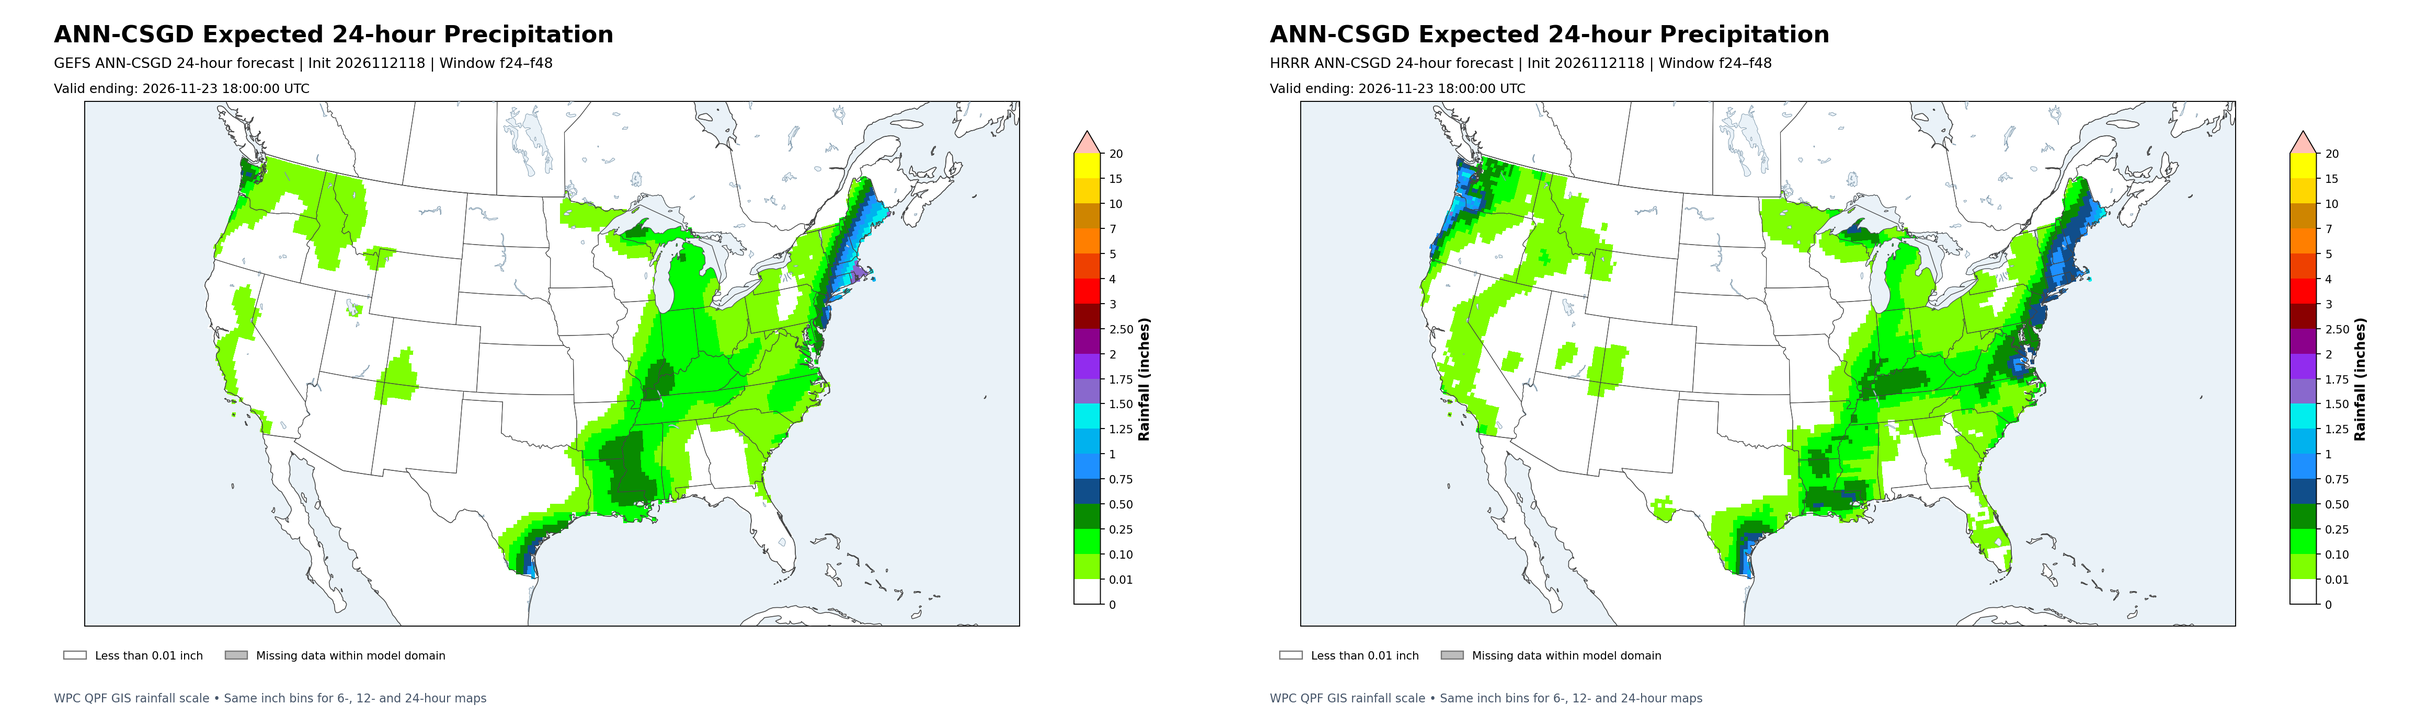 ANN-CSGD Expected 24-hour Precipitation
GEFS ANN-CSGD 24-hour forecast | Init 2026112118 | Window f24–f48
Valid ending: 2026-11-23 18:00:00 UTC
20
15
10
7
5
4
3
2.50
2
1.75
1.50
1.25
1
0.75
0.50
0.25
0.10
0.01
0
Rainfall (inches)
Less than 0.01 inch
Missing data within model domain
WPC QPF GIS rainfall scale • Same inch bins for 6-, 12- and 24-hour maps
ANN-CSGD Expected 24-hour Precipitation
HRRR ANN-CSGD 24-hour forecast | Init 2026112118 | Window f24–f48
Valid ending: 2026-11-23 18:00:00 UTC
20
15
10
7
5
4
3
2.50
2
1.75
1.50
1.25
1
0.75
0.50
0.25
0.10
0.01
0
Rainfall (inches)
Less than 0.01 inch
Missing data within model domain
WPC QPF GIS rainfall scale • Same inch bins for 6-, 12- and 24-hour maps